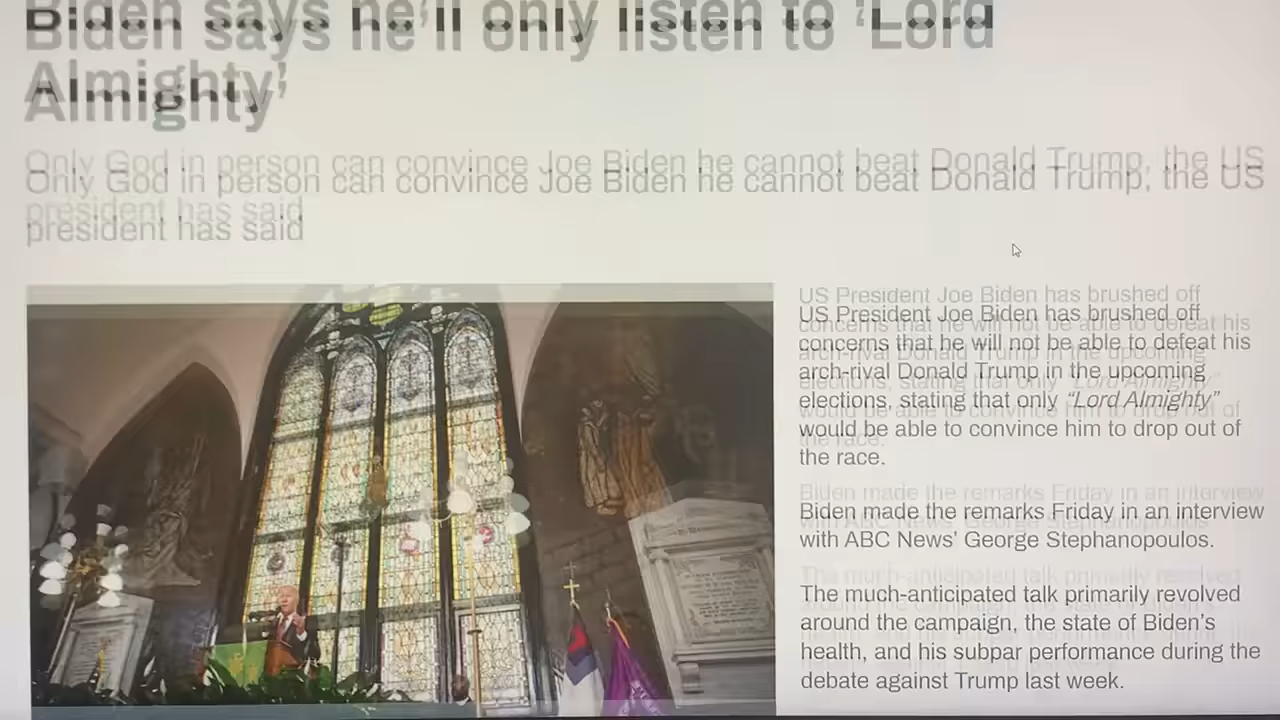 Biden says he'll only listen to 'Lord
Almighty'
Only God in person can convince Joe Biden he cannot beat Donald Trump, the US
president has said
US President Joe Biden has brushed off
concerns that he will not be able to defeat his
arch-rival Donald Trump in the upcoming
elections, stating that only “Lord Almighty”
would be able to convince him to drop out of
the race.
Biden made the remarks Friday in an interview
with ABC News' George Stephanopoulos.
The much-anticipated talk primarily revolved
around the campaign, the state of Biden’s
health, and his subpar performance during the
debate against Trump last week.